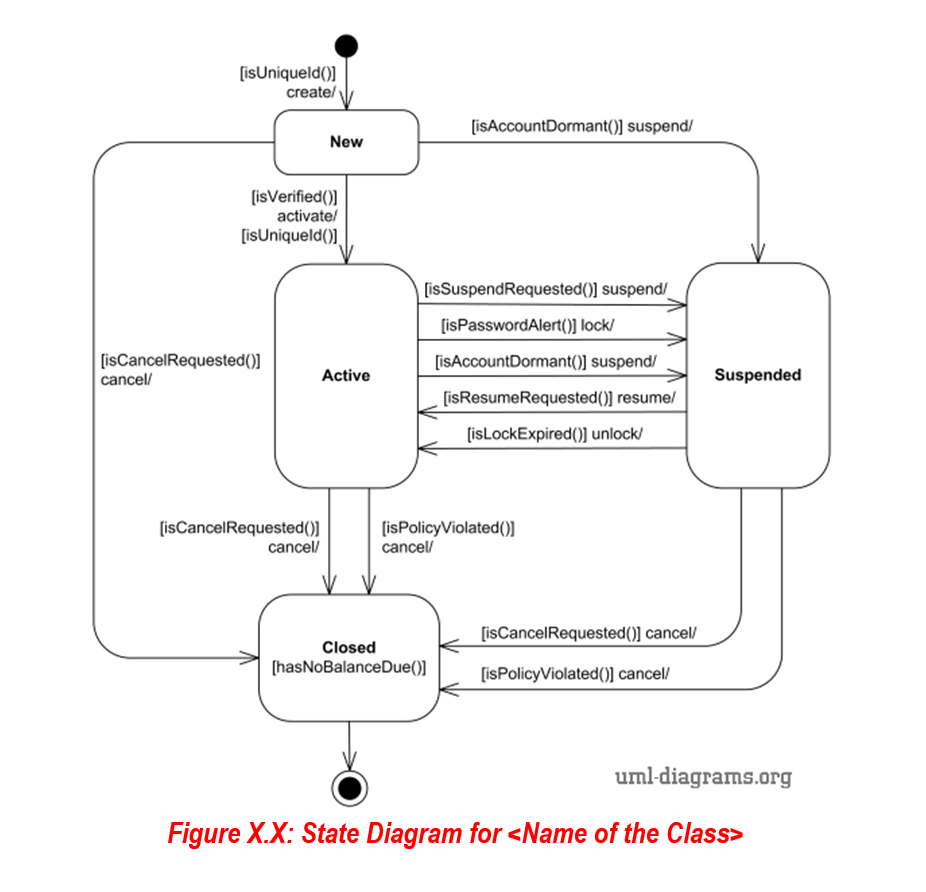 [isUniqueId()]
create/
New
[isAccountDormant()] suspend/
[isVerified()]
activate/
[isUniqueId()]
[isSuspendRequested()] suspend/
[isPasswordAlert()] lock/
[isCancelRequested()]
cancel/
Active
[isAccountDormant()] suspend/
Suspended
[isResumeRequested()] resume/
[isLockExpired()] unlock/
[isCancelRequested()]
cancel/
[isPolicyViolated()]
cancel/
Closed
[hasNoBalanceDue()]
[isCancelRequested()] cancel/
[isPolicyViolated()] cancel/
uml-diagrams.org
Figure X.X: State Diagram for <Name of the Class>